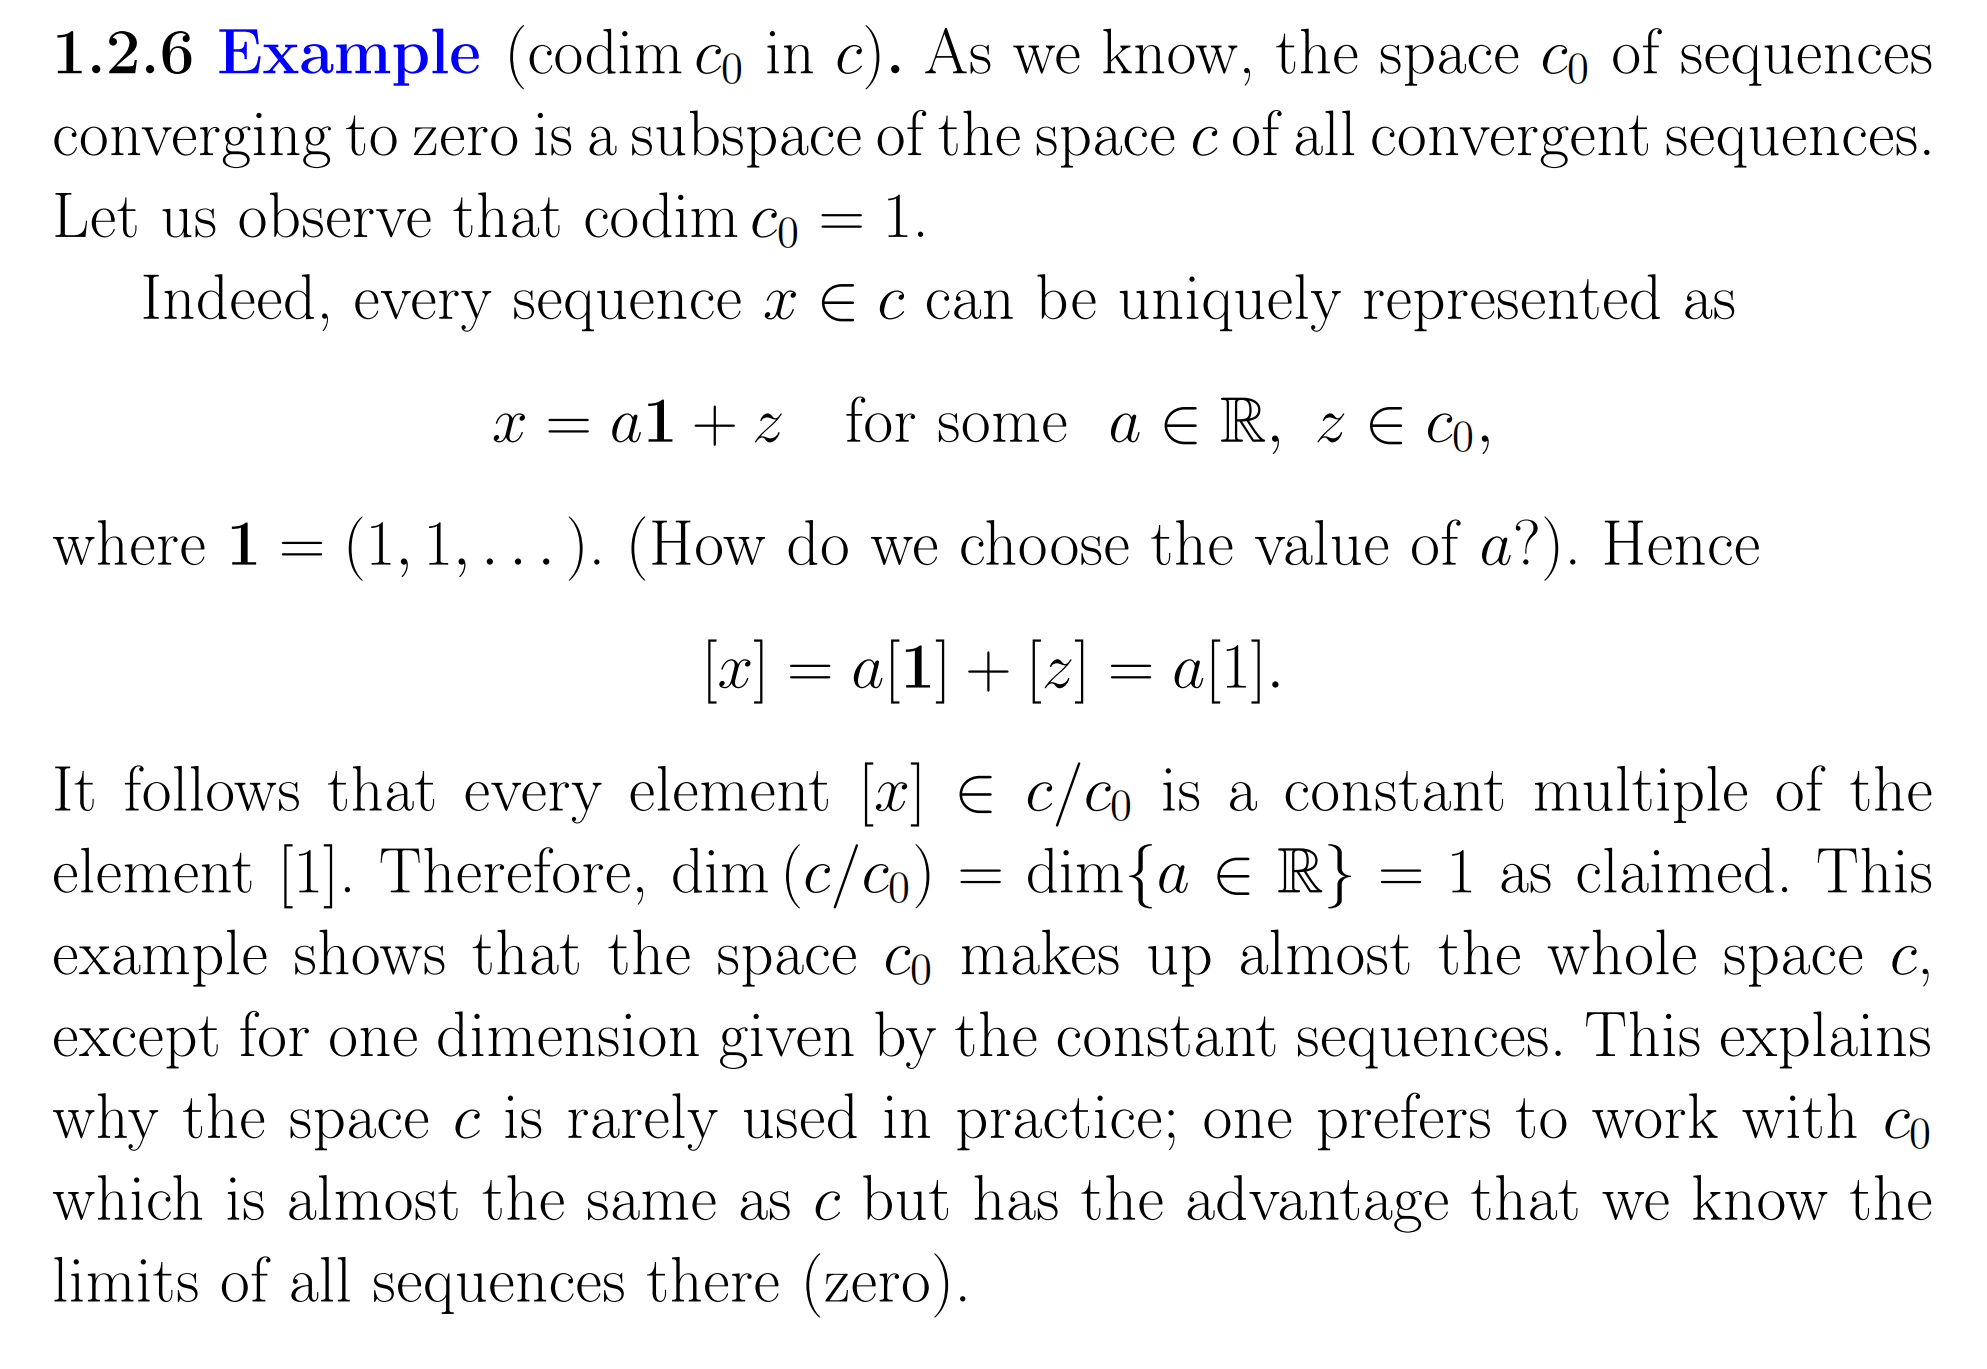 1.2.6 Example (codim c₀ in c). As we know, the space c₀ of sequences
converging to zero is a subspace of the space c of all convergent sequences.
Let us observe that codim c₀ = 1.
Indeed, every sequence x ∈ c can be uniquely represented as
x = a1 + z for some a ∈ ℝ, z ∈ c₀,
where 1 = (1, 1, . . . ). (How do we choose the value of a?). Hence
[x] = a[1] + [z] = a[1].
It follows that every element [x] ∈ c/c₀ is a constant multiple of the
element [1]. Therefore, dim (c/c₀) = dim{a ∈ ℝ} = 1 as claimed. This
example shows that the space c₀ makes up almost the whole space c,
except for one dimension given by the constant sequences. This explains
why the space c is rarely used in practice; one prefers to work with c₀
which is almost the same as c but has the advantage that we know the
limits of all sequences there (zero).